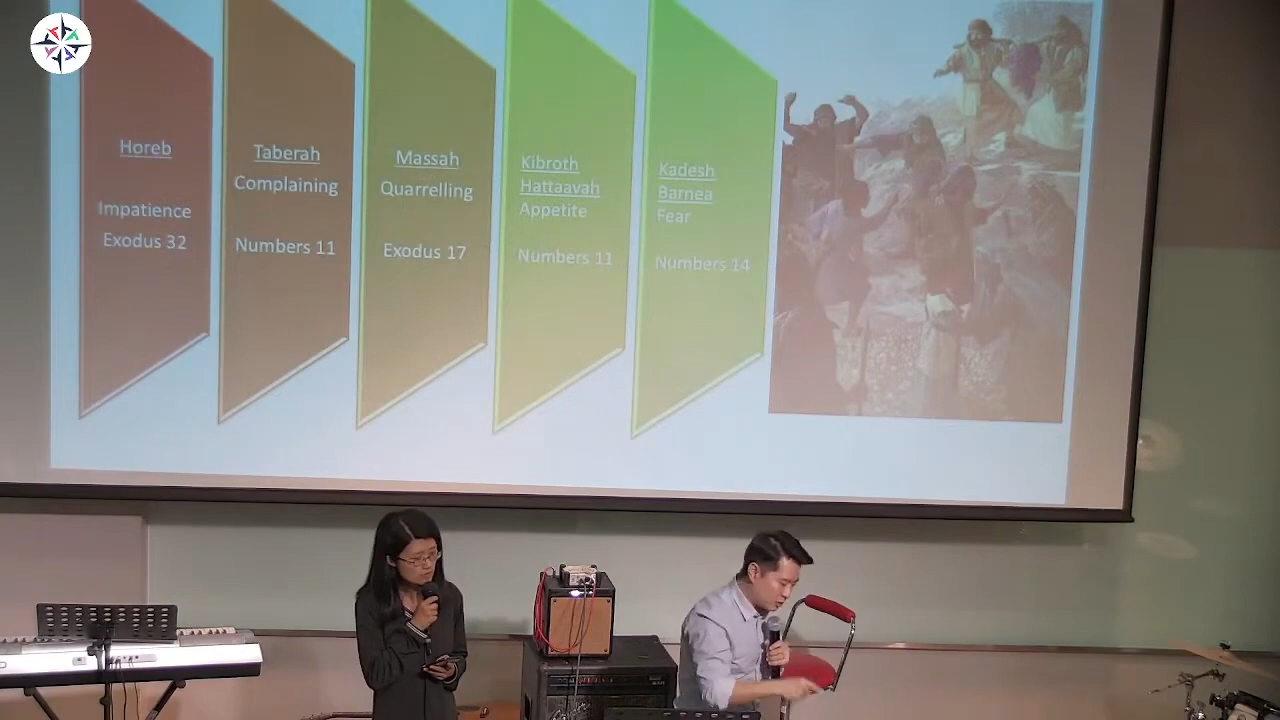 Horeb
Impatience
Exodus 32
Taberah
Complaining
Numbers 11
Massah
Quarrelling
Exodus 17
Kibroth
Hattaavah
Appetite
Numbers 11
Kadesh
Barnea
Fear
Numbers 14